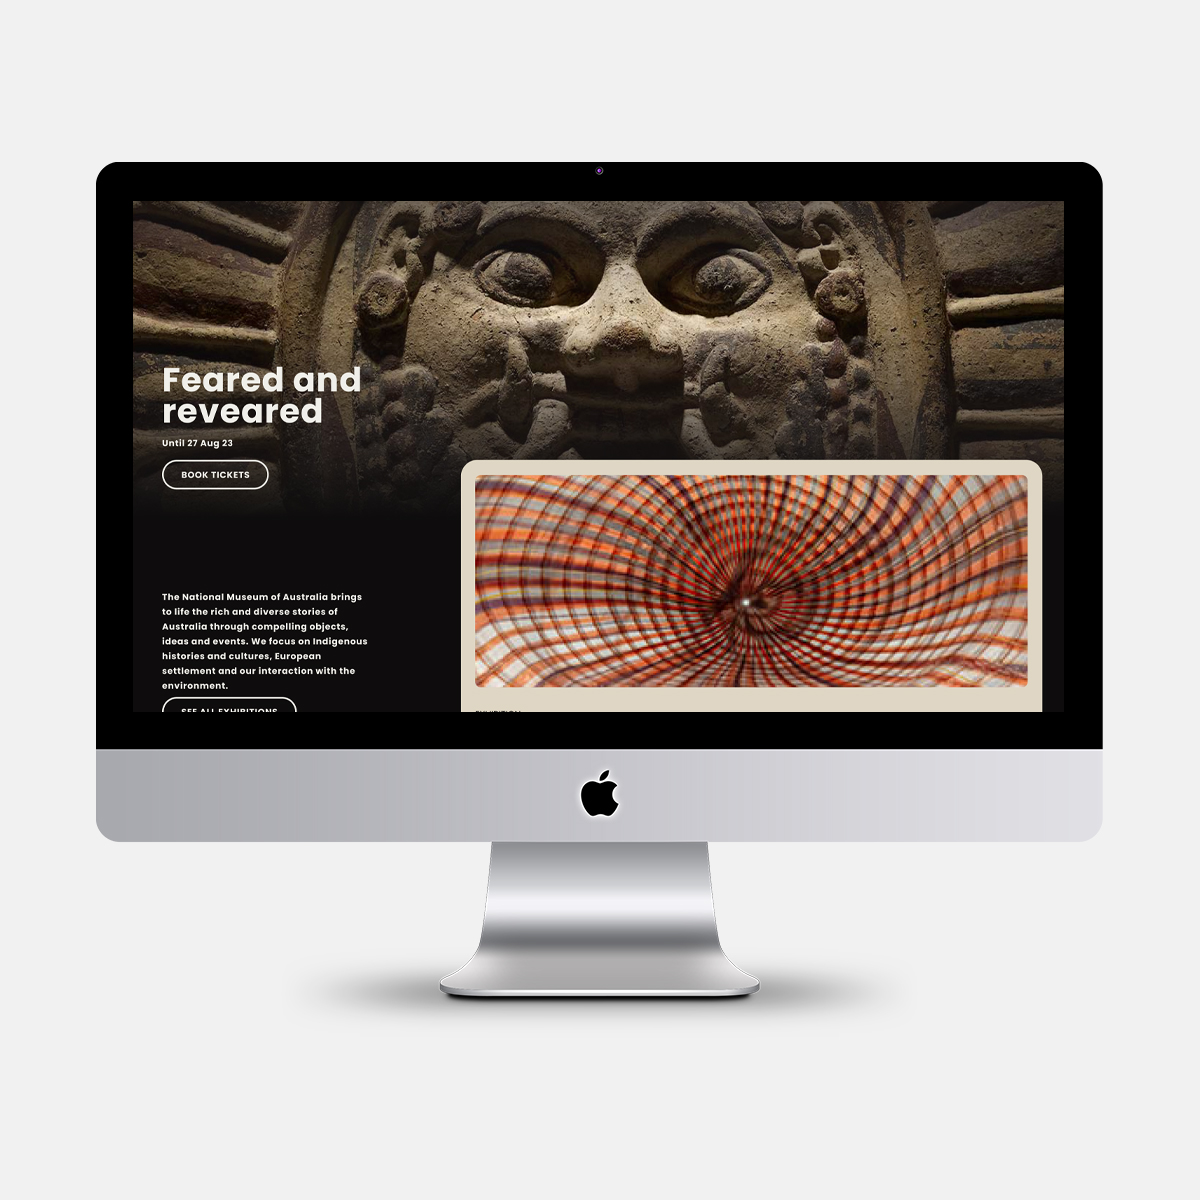 Feared and
reveared
Until 27 Aug 23
BOOK TICKETS
The National Museum of Australia brings
to life the rich and diverse stories of
Australia through compelling objects,
ideas and events. We focus on Indigenous
histories and cultures, European
settlement and our interaction with the
environment.
SEE ALL EXHIBITIONS